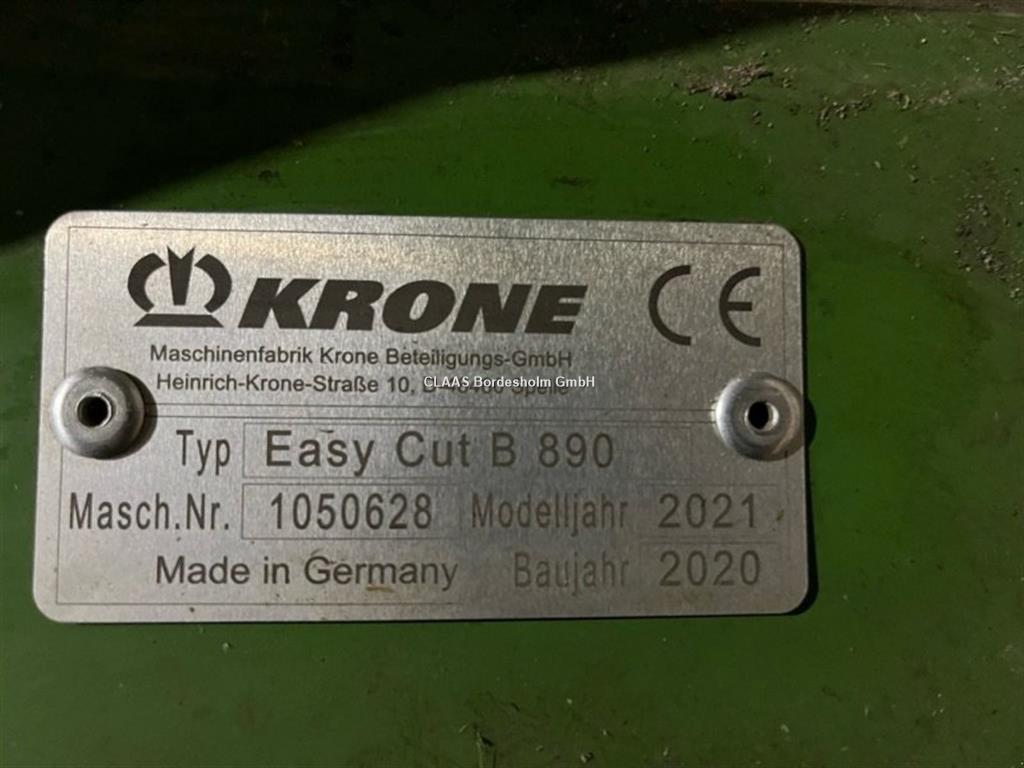 KRONE CE
Maschinenfabrik Krone Beteiligungs-GmbH
Heinrich-Krone-Straße 10,
CLAAS Bordesholm GmbH
Typ Easy Cut B 890
Masch.Nr. 1050628 Modelljahr 2021
Made in Germany Baujahr 2020